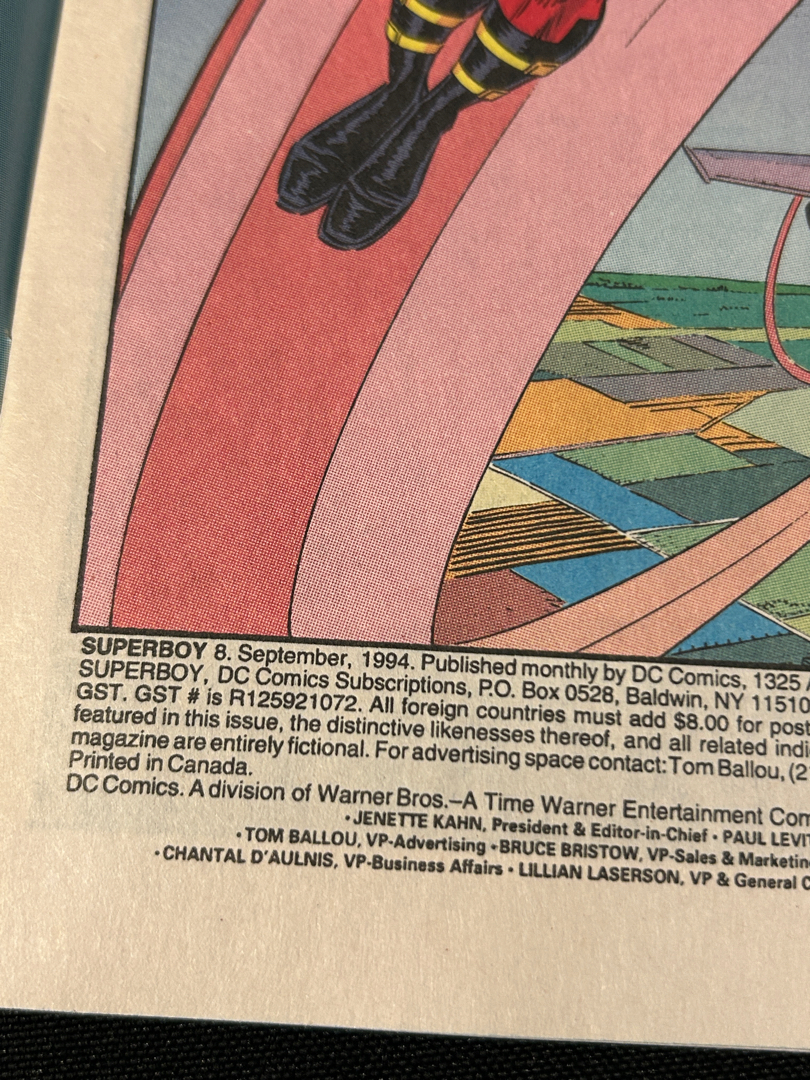 SUPERBOY 8. September, 1994. Published monthly by DC Comics, 1325
SUPERBOY, DC Comics Subscriptions, P.O. Box 0528, Baldwin, NY 11510
GST. GST # is R125921072. All foreign countries must add $8.00 for post
featured in this issue, the distinctive likenesses thereof, and all related indi
magazine are entirely fictional. For advertising space contact: Tom Ballou, (2
Printed in Canada.
DC Comics. A division of Warner Bros.–A Time Warner Entertainment Com
• JENETTE KAHN, President & Editor-in-Chief • PAUL LEVIT
• TOM BALLOU, VP-Advertising • BRUCE BRISTOW, VP-Sales & Marketin
• CHANTAL D'AULNIS, VP-Business Affairs • LILLIAN LASERSON, VP & General C